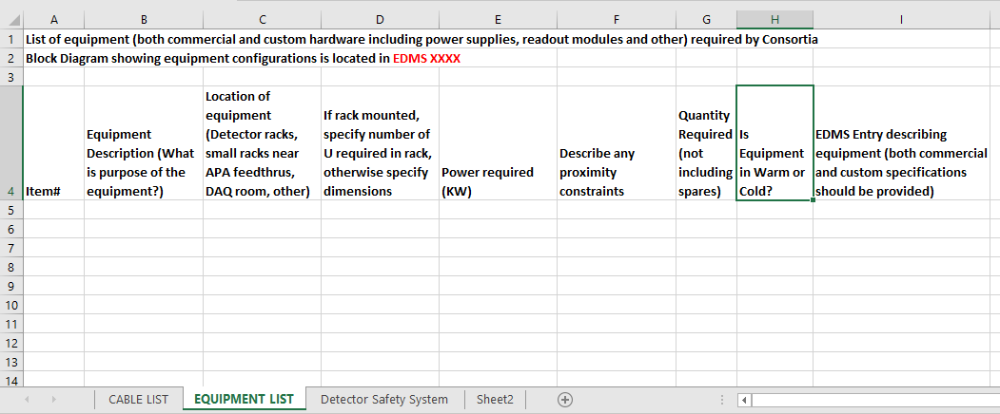 A B C D E F G H I
1 List of equipment (both commercial and custom hardware including power supplies, readout modules and other) required by Consortia
2 Block Diagram showing equipment configurations is located in EDMS XXXX
3
4
Item#
Equipment
Description (What
is purpose of the
equipment?)
Location of
equipment
(Detector racks,
small racks near
APA feedthrus,
DAQ room, other)
If rack mounted,
specify number of
U required in rack,
otherwise specify
dimensions
Power required
(KW)
Describe any
proximity
constraints
Quantity
Required
(not
including
spares)
Is
Equipment
in Warm or
Cold?
EDMS Entry describing
equipment (both commercial
and custom specifications
should be provided)
5
6
7
8
9
10
11
12
13
14
CABLE LIST EQUIPMENT LIST Detector Safety System Sheet2